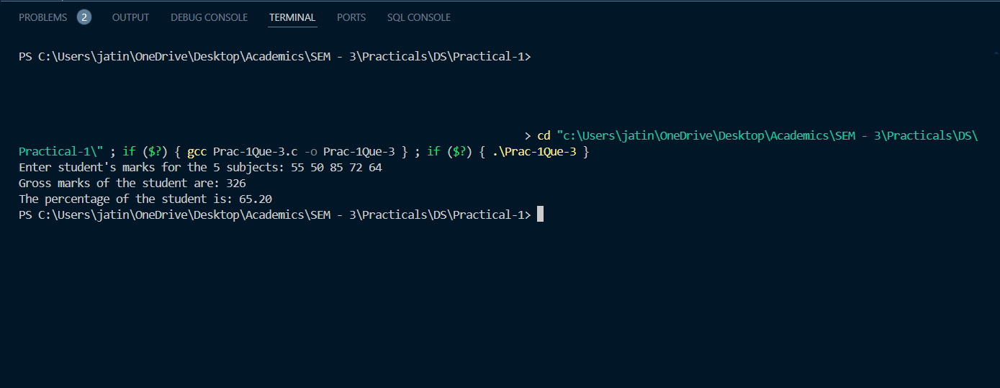 PROBLEMS 2 OUTPUT DEBUG CONSOLE TERMINAL PORTS SQL CONSOLE
PS C:\Users\jatin\OneDrive\Desktop\Academics\SEM - 3\Practicals\DS\Practical-1>
> cd "c:\Users\jatin\OneDrive\Desktop\Academics\SEM - 3\Practicals\DS\
Practical-1\" ; if ($?) { gcc Prac-1Que-3.c -o Prac-1Que-3 } ; if ($?) { .\Prac-1Que-3 }
Enter student's marks for the 5 subjects: 55 50 85 72 64
Gross marks of the student are: 326
The percentage of the student is: 65.20
PS C:\Users\jatin\OneDrive\Desktop\Academics\SEM - 3\Practicals\DS\Practical-1>